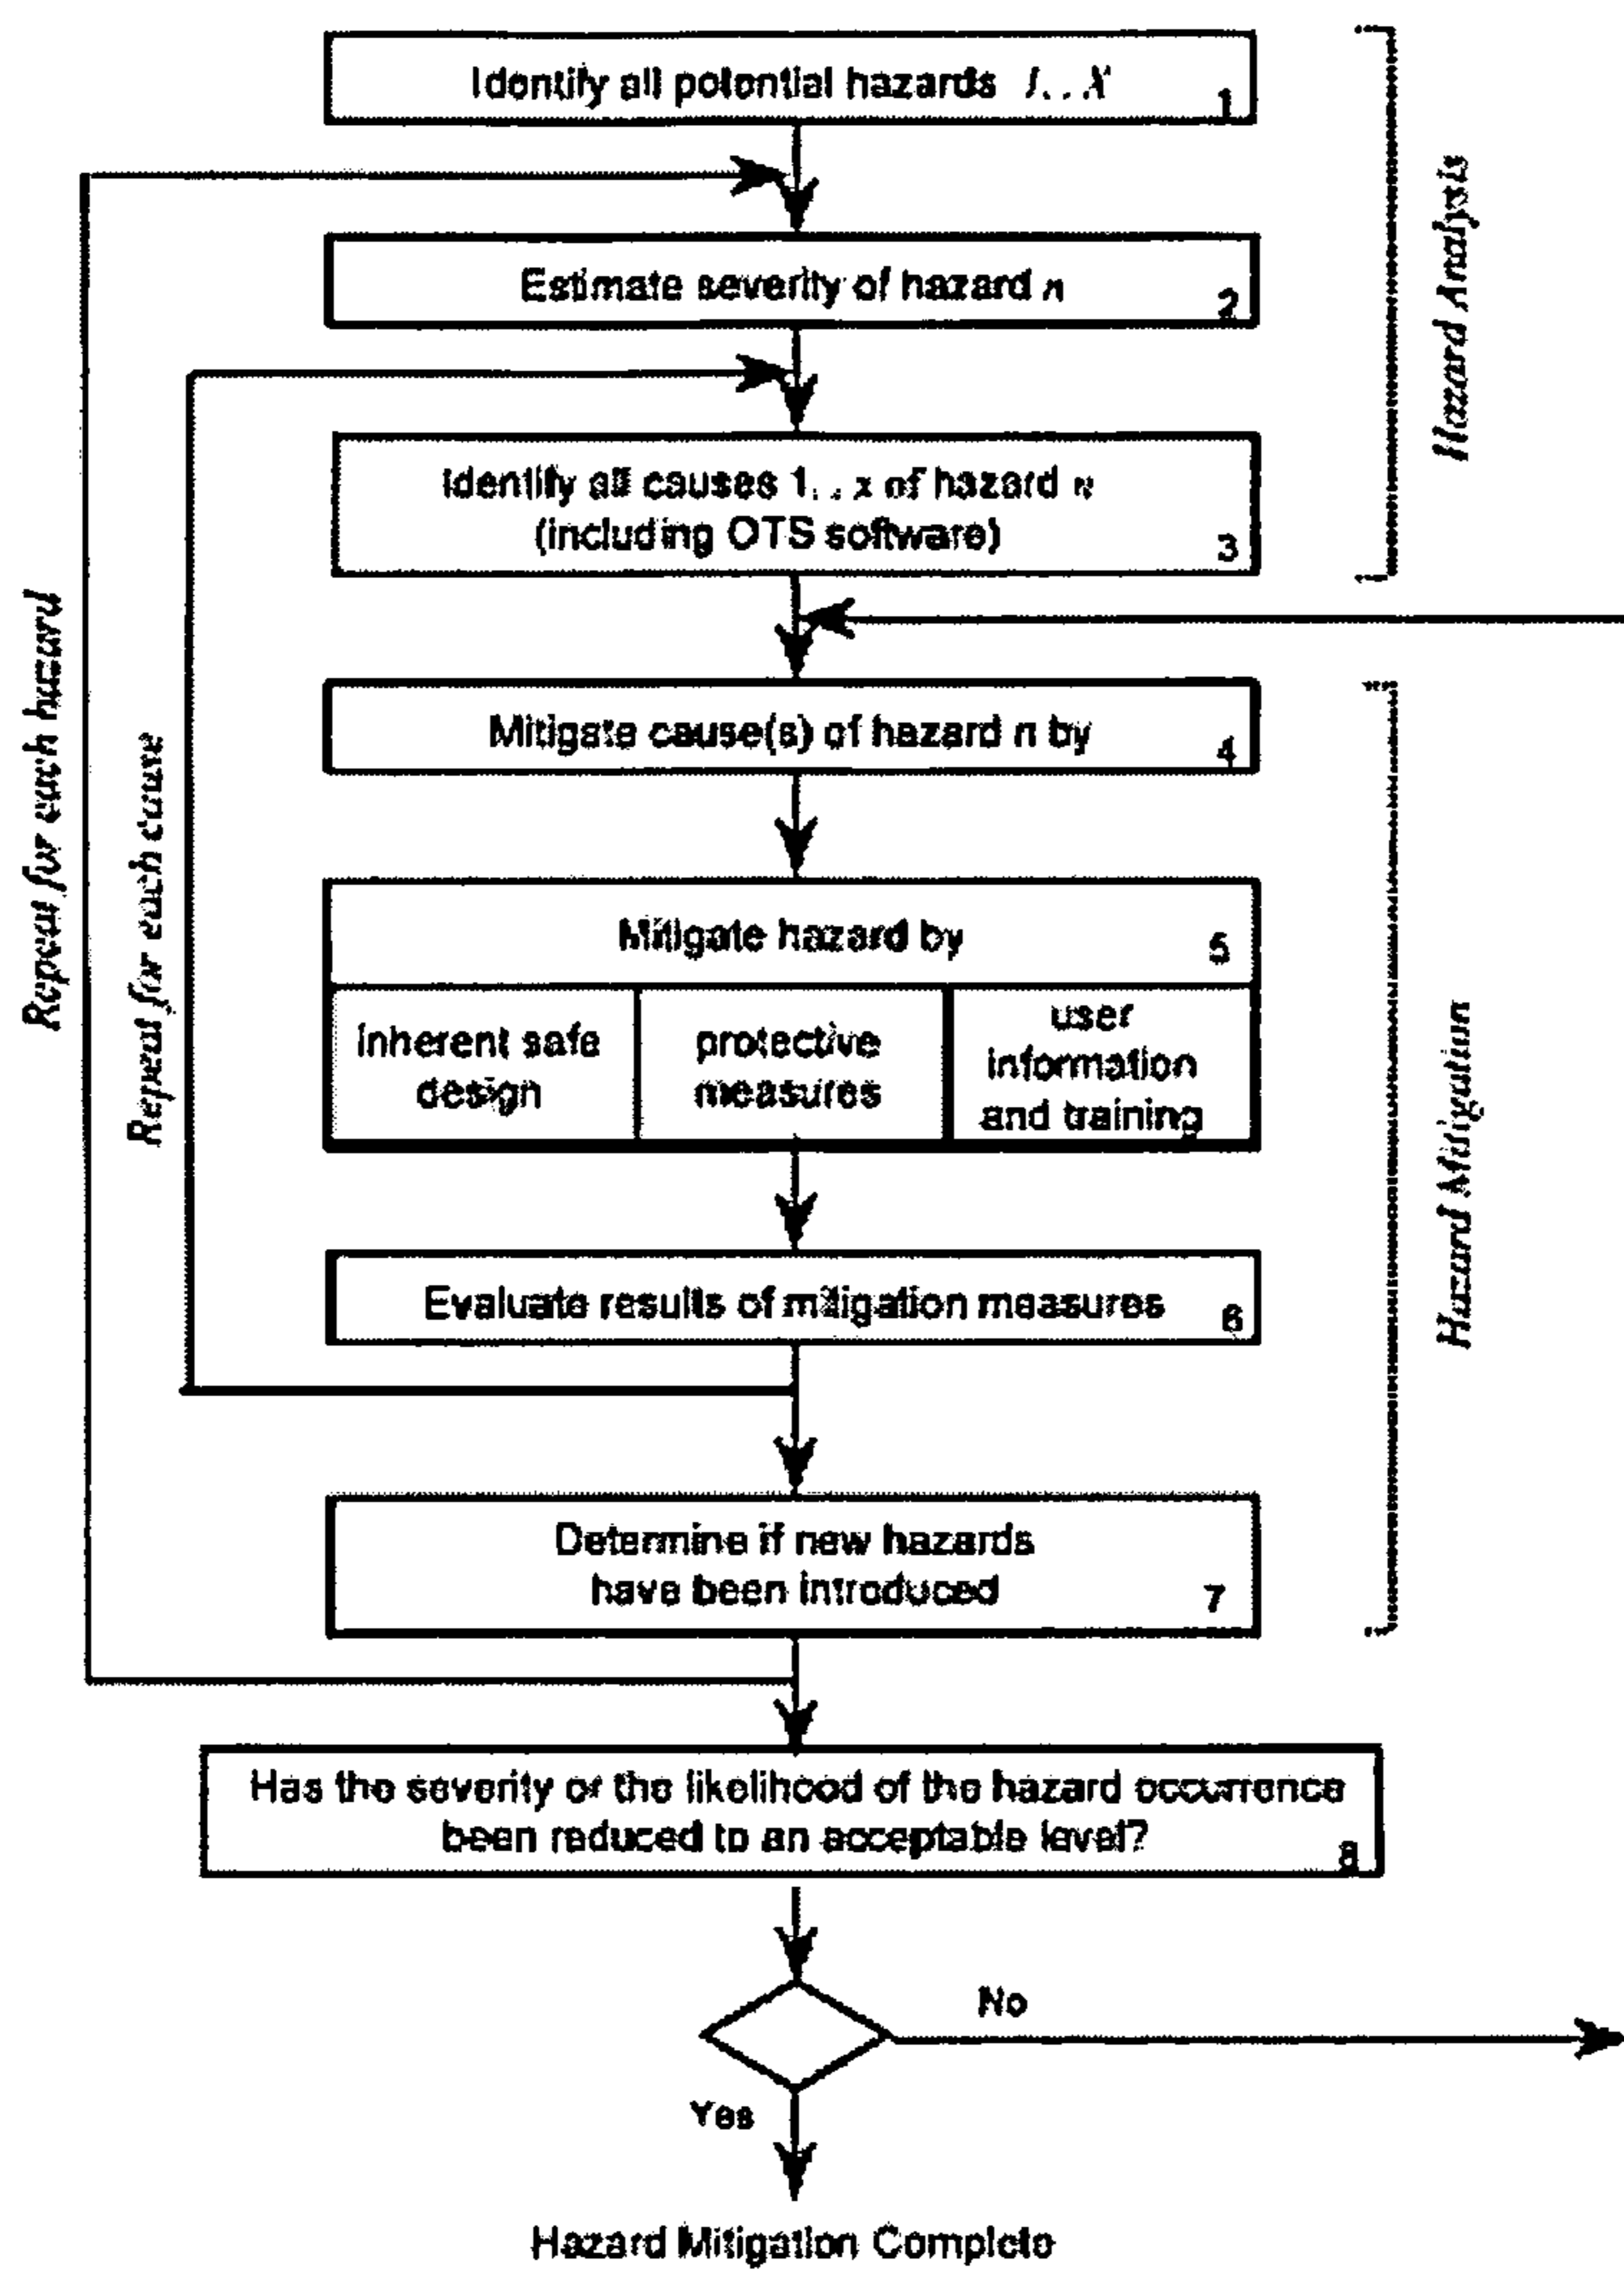 Identify all potential hazards 1...X
1
Estimate severity of hazard n
2
Identify all causes 1...x of hazard n
(including OTS software)
3
Mitigate cause(s) of hazard n by
4
Mitigate hazard by
5
inherent safe
design
protective
measures
user
information
and training
Evaluate results of mitigation measures
6
Determine if new hazards
have been introduced
7
Has the severity or the likelihood of the hazard occurrence
been reduced to an acceptable level?
8
No
Yes
Hazard Mitigation Complete
Repeat for each hazard
Repeat for each cause
Hazard Analysis
Hazard Mitigation